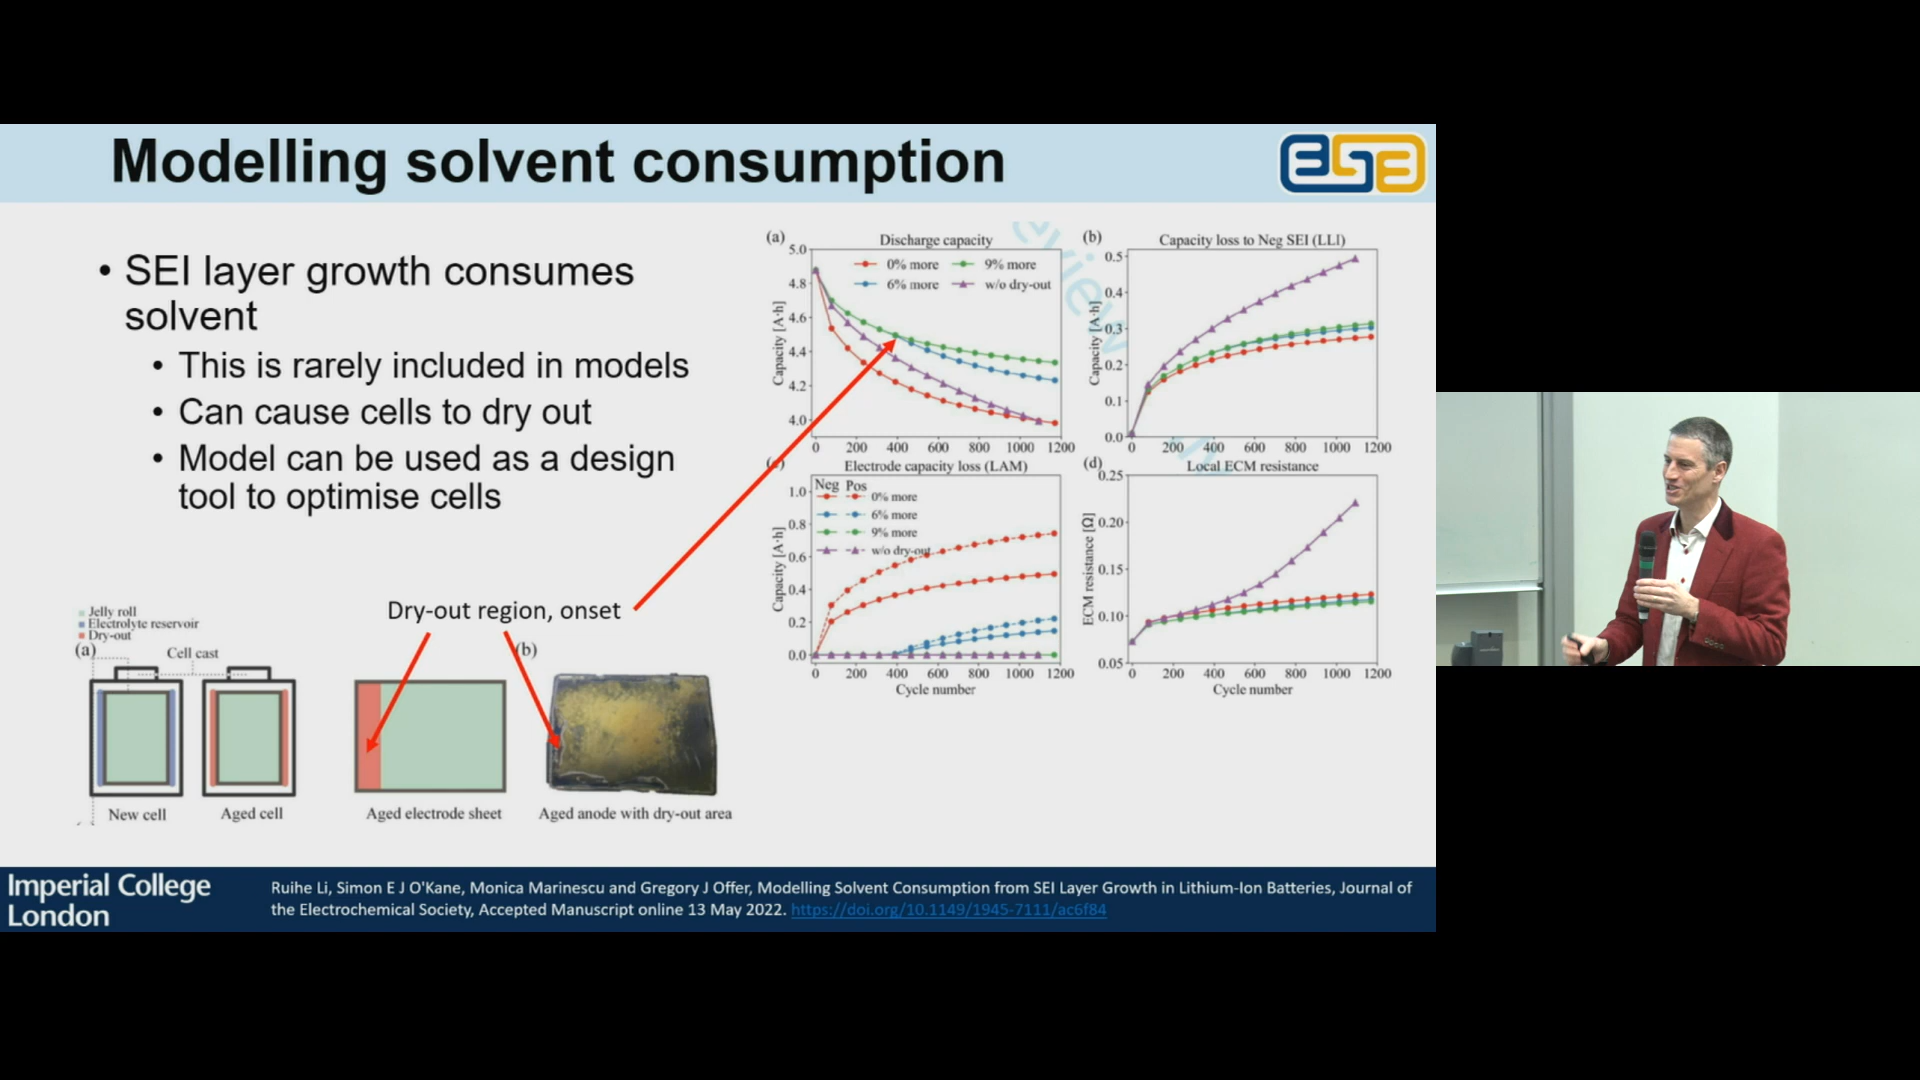 Modelling solvent consumption
• SEI layer growth consumes
solvent
• This is rarely included in models
• Can cause cells to dry out
• Model can be used as a design
tool to optimise cells
Dry-out region, onset
Jelly roll
Electrolyte reservoir
Dry-out
(a)
Cell cast
New cell
Aged cell
(b)
Aged electrode sheet
Aged anode with dry-out area
(a)
Discharge capacity
0% more
9% more
6% more
w/o dry-out
Capacity [A·h]
5.0
4.8
4.6
4.4
4.2
4.0
0 200 400 600 800 1000 1200
(b)
Capacity loss to Neg SEI (LLI)
Capacity [A·h]
0.5
0.4
0.3
0.2
0.1
0.0
0 200 400 600 800 1000 1200
Electrode capacity loss (LAM)
Neg Pos
0% more
6% more
9% more
w/o dry-out
Capacity [A·h]
1.0
0.8
0.6
0.4
0.2
0.0
0 200 400 600 800 1000 1200
Cycle number
(d)
Local ECM resistance
ECM resistance [Ω]
0.25
0.20
0.15
0.10
0.05
0 200 400 600 800 1000 1200
Cycle number
Imperial College
London
Ruihe Li, Simon E J O'Kane, Monica Marinescu and Gregory J Offer, Modelling Solvent Consumption from SEI Layer Growth in Lithium-Ion Batteries, Journal of
the Electrochemical Society, Accepted Manuscript online 13 May 2022. https://doi.org/10.1149/1945-7111/ac6f84